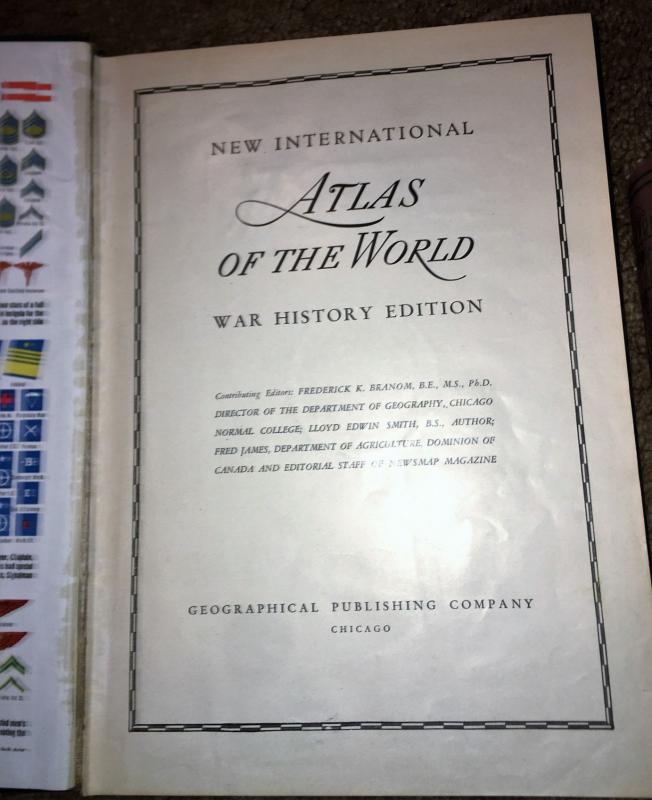 NEW INTERNATIONAL
ATLAS
OF THE WORLD
WAR HISTORY EDITION
Contributing Editors: FREDERICK K. BRANOM, B.E., M.S., Ph.D.
DIRECTOR OF THE DEPARTMENT OF GEOGRAPHY, CHICAGO
NORMAL COLLEGE; LLOYD EDWIN SMITH, B.S., AUTHOR;
FRED JAMES, DEPARTMENT OF AGRICULTURE, DOMINION OF
CANADA AND EDITORIAL STAFF OF NEWSMAP MAGAZINE
GEOGRAPHICAL PUBLISHING COMPANY
CHICAGO